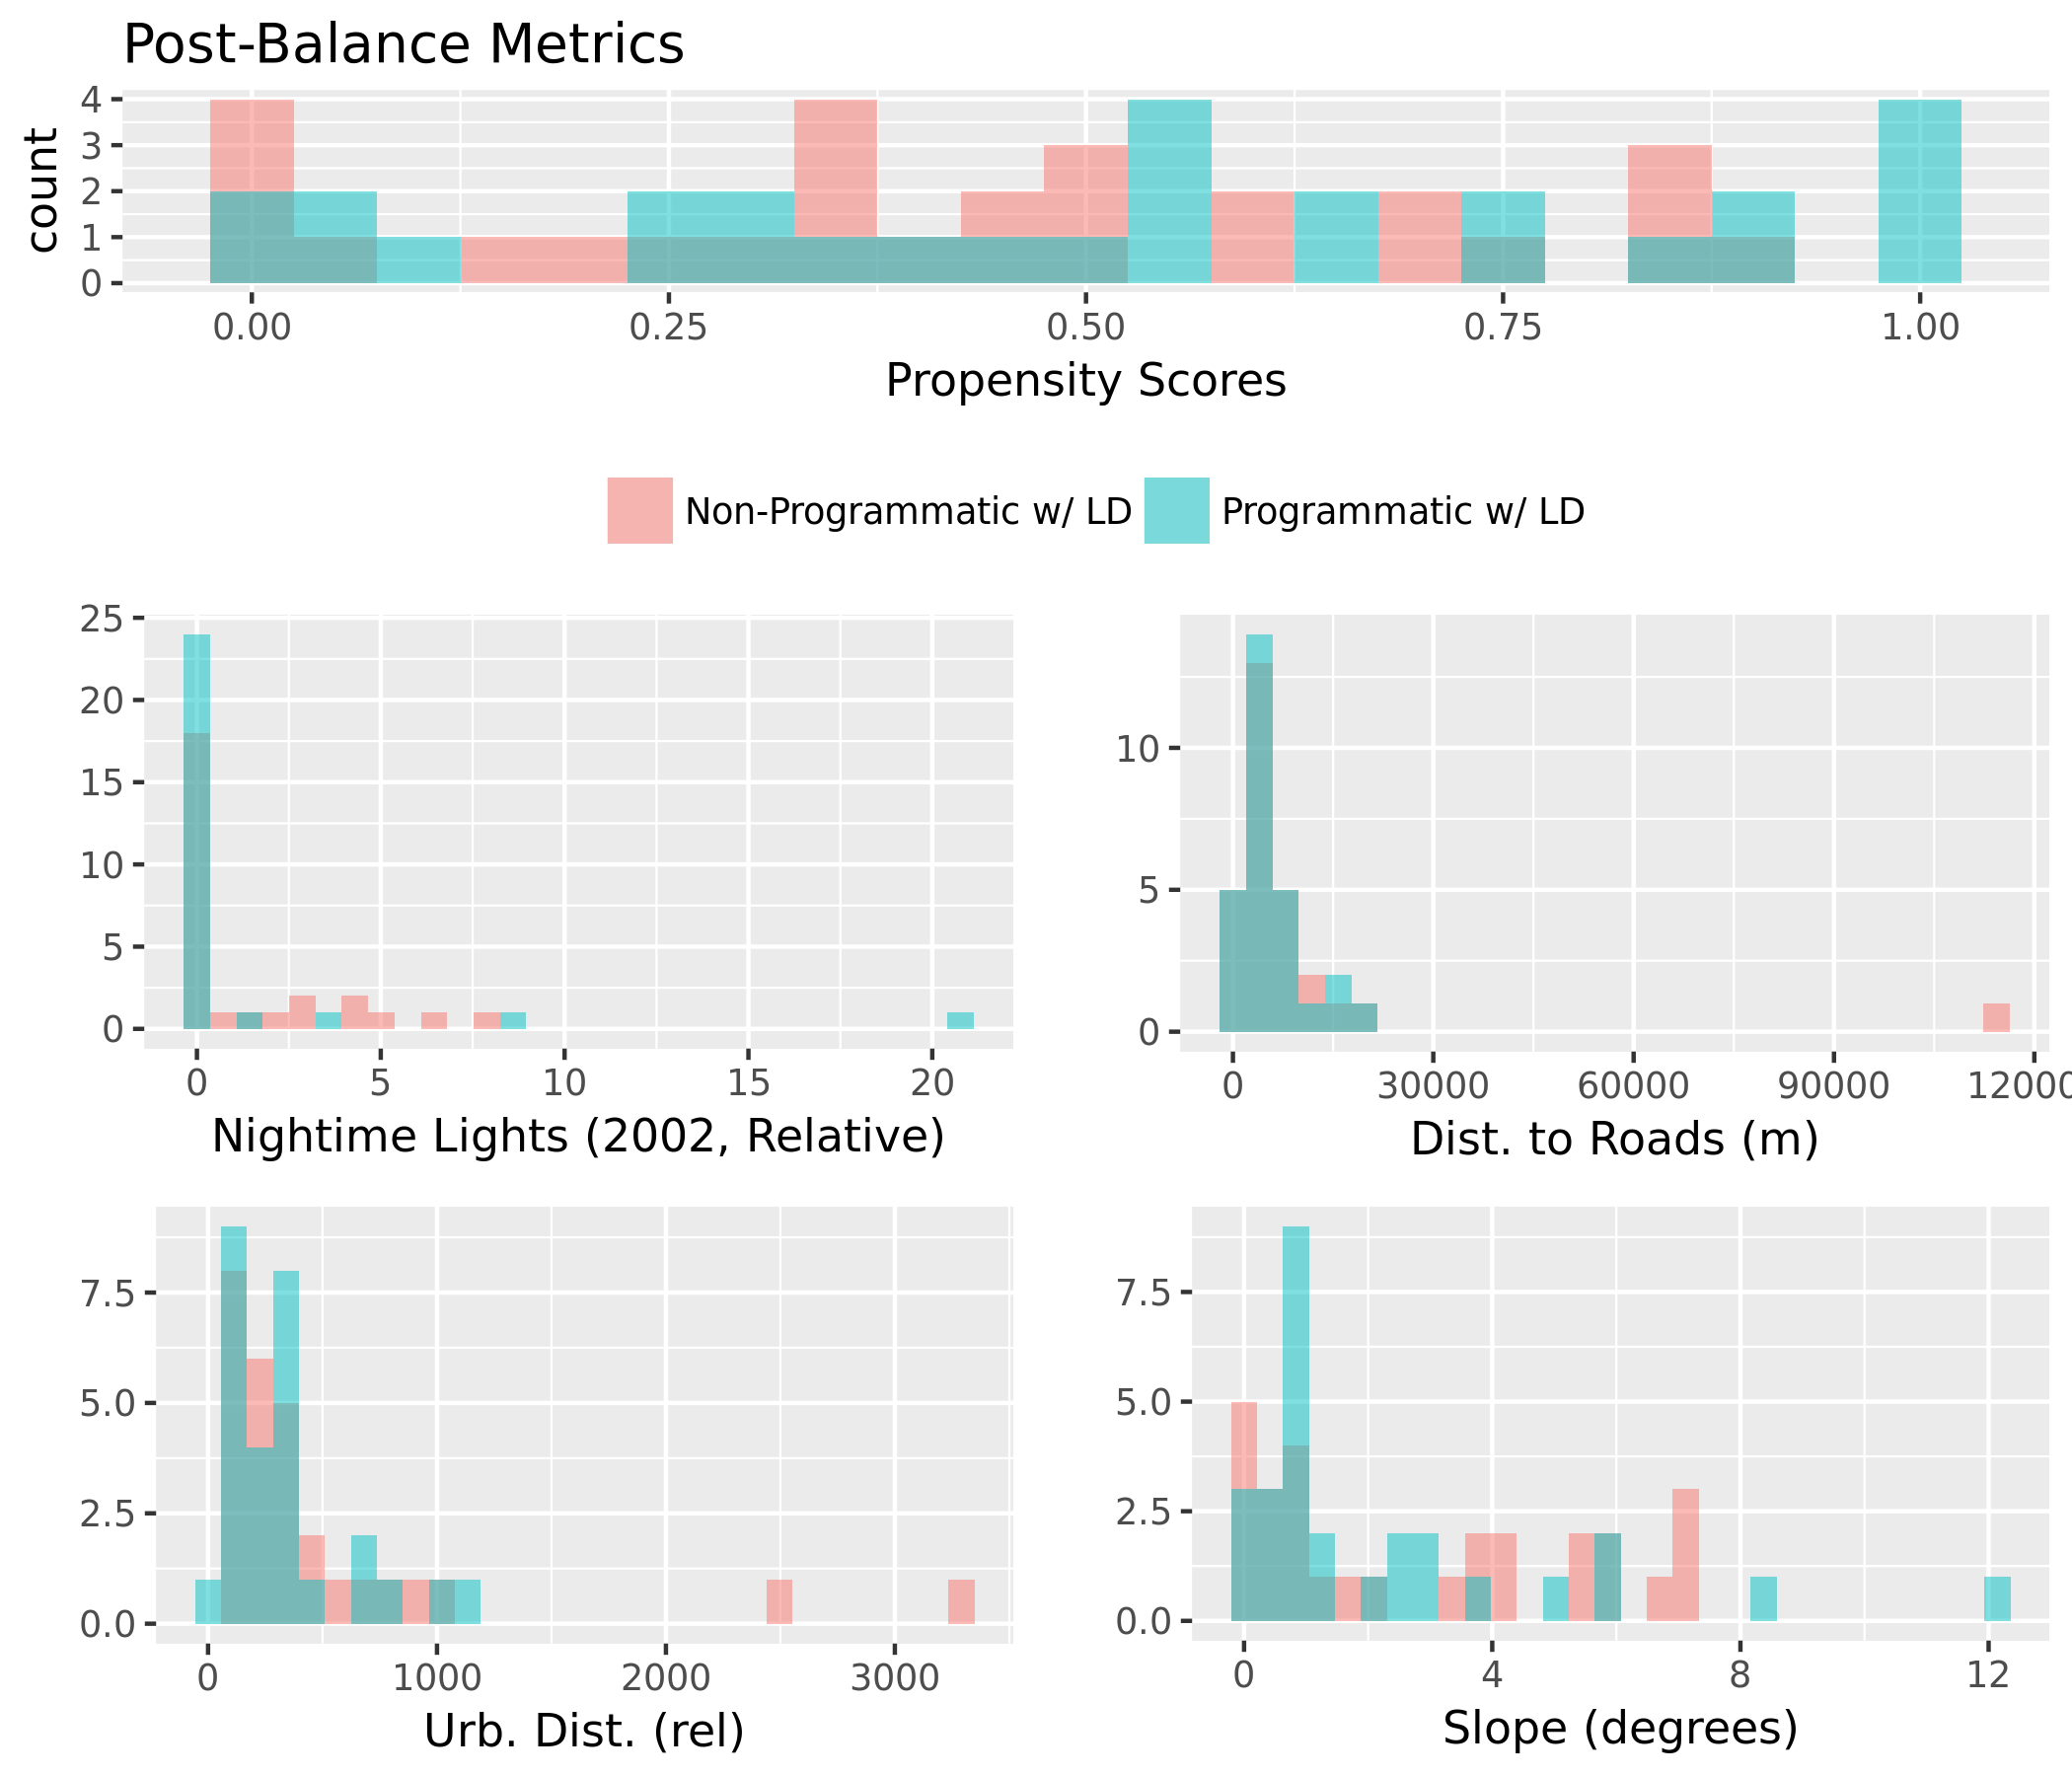 Post-Balance Metrics
count
4
3
2
1
0
0.00 0.25 0.50 0.75 1.00
Propensity Scores
Non-Programmatic w/ LD Programmatic w/ LD
25
20
15
10
5
0
0 5 10 15 20
Nightime Lights (2002, Relative)
10
5
0
0 30000 60000 90000 12000
Dist. to Roads (m)
7.5
5.0
2.5
0.0
0 1000 2000 3000
Urb. Dist. (rel)
7.5
5.0
2.5
0.0
0 4 8 12
Slope (degrees)